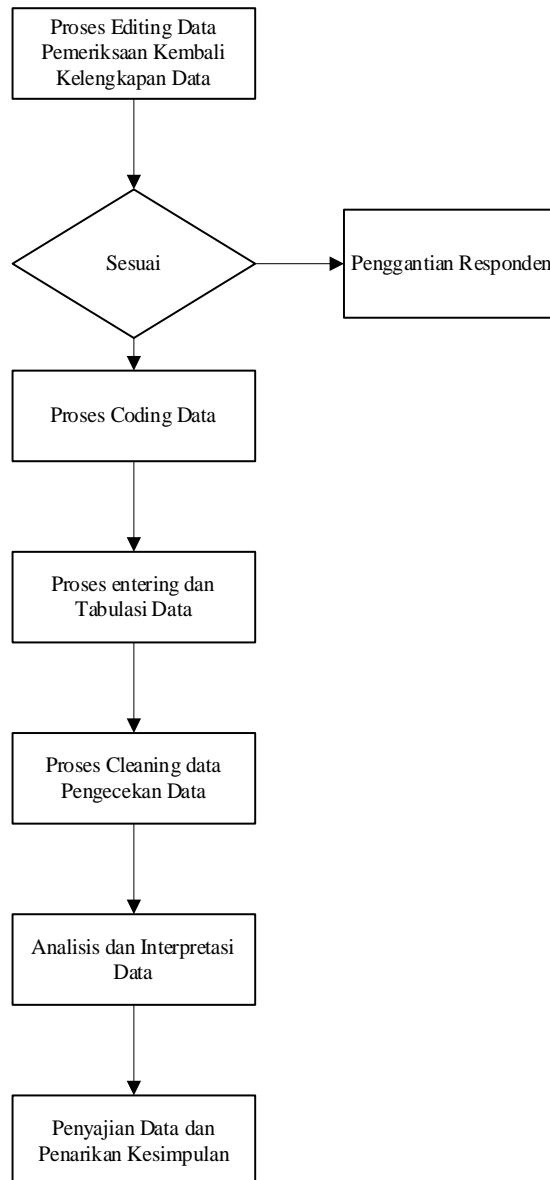 Proses Editing Data
Pemeriksaan Kembali
Kelengkapan Data
Sesuai
Penggantian Responden
Proses Coding Data
Proses entering dan
Tabulasi Data
Proses Cleaning data
Pengecekan Data
Analisis dan Interpretasi
Data
Penyajian Data dan
Penarikan Kesimpulan